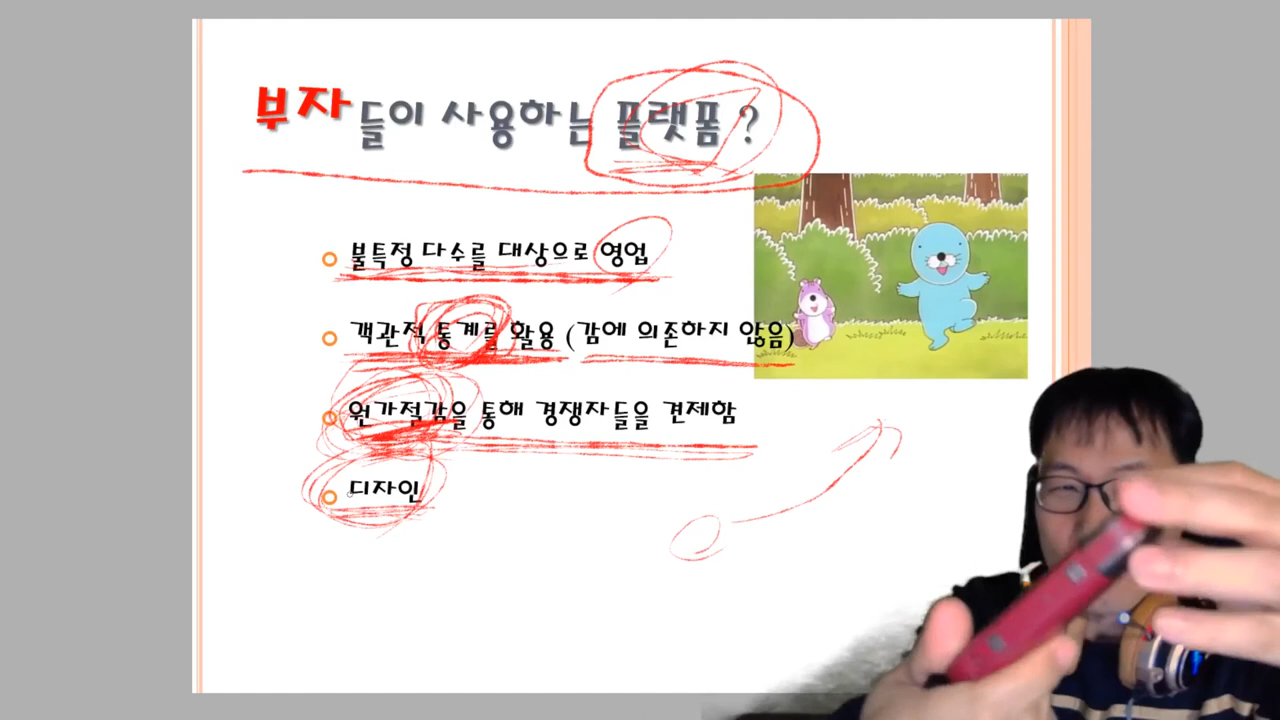 부자들이 사용하는 플랫폼 ?
불특정 다수를 대상으로 영업
객관적 통계를 활용 (감에 의존하지 않음)
원가절감을 통해 경쟁자들을 견제함
디자인